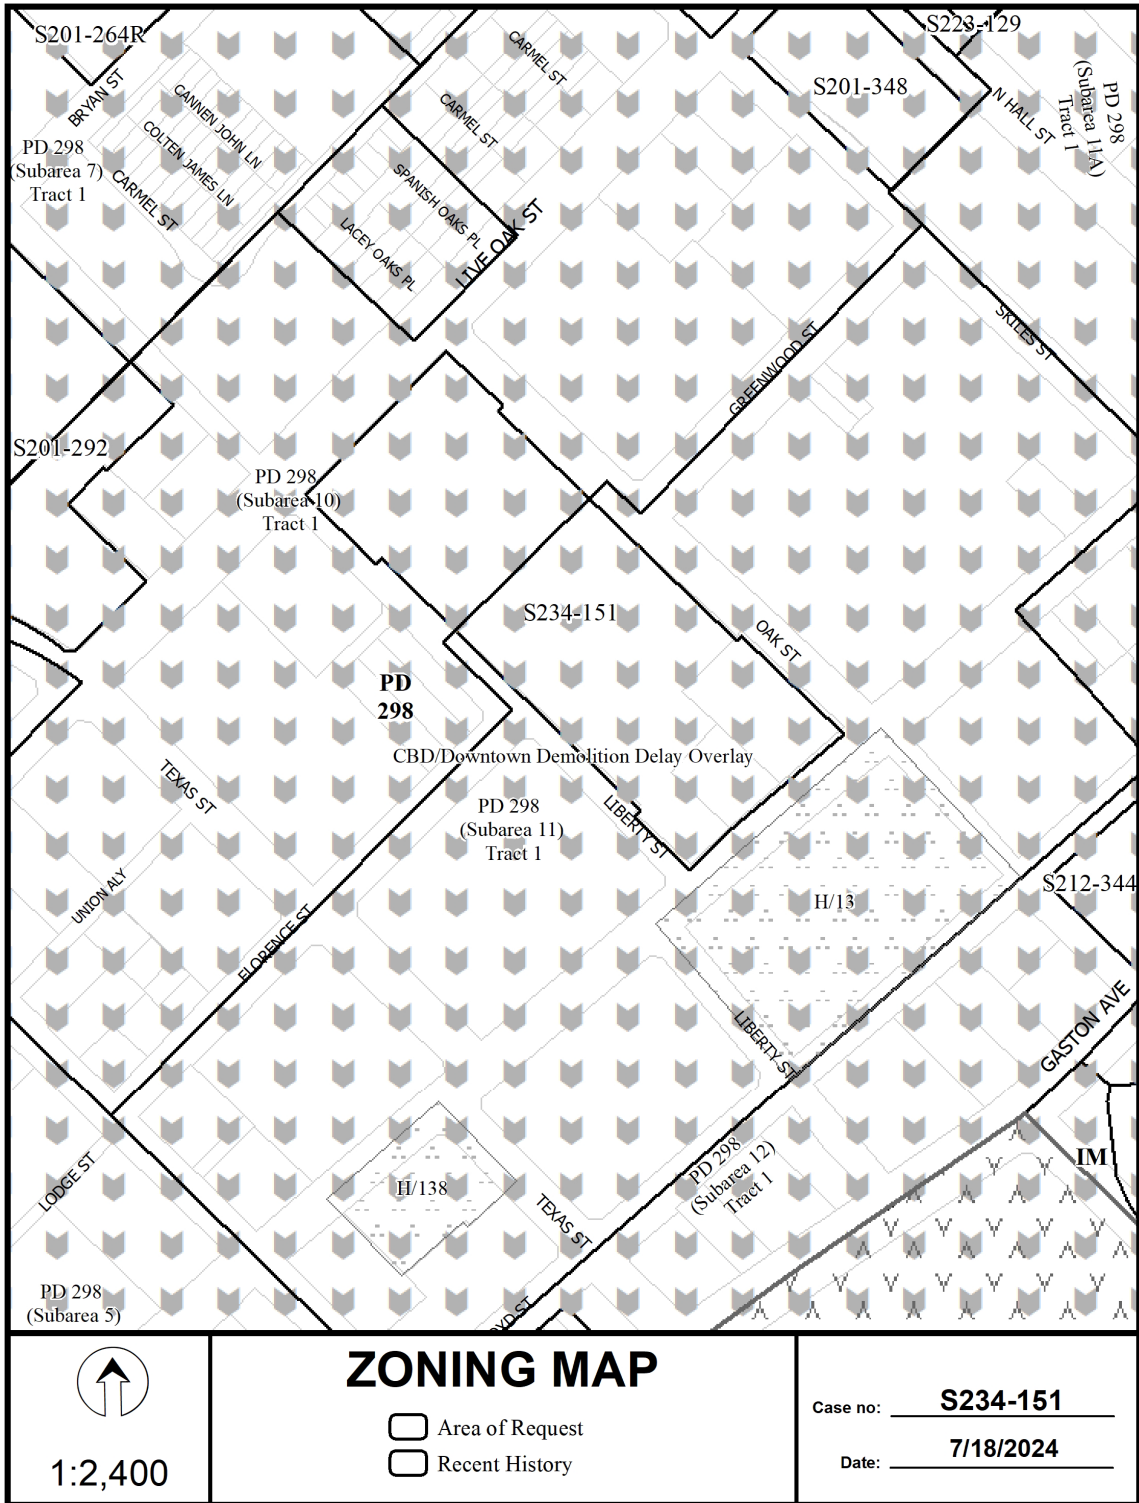 S201-264R
S223-129
CARMEL ST
S201-348
BRYAN ST
CANNEN JOHN LN
CARMEL ST
N HALL ST
PD 298
(Subarea 11A)
Tract 1
COLTEN JAMES LN
PD 298
(Subarea 7)
Tract 1
CARMEL ST
SPANISH OAKS PL
LACEY OAKS PL
LIVE OAK ST
SKILES ST
GREENWOOD ST
S201-292
PD 298
(Subarea 10)
Tract 1
S234-151
OAK ST
PD
298
CBD/Downtown Demolition Delay Overlay
TEXAS ST
PD 298
(Subarea 11)
Tract 1
LIBERTY ST
UNION ALY
S212-344
H/13
FLORENCE ST
GASTON AVE
LIBERTY ST
LODGE ST
PD 298
(Subarea 12)
Tract 1
IM
H/138
TEXAS ST
PD 298
(Subarea 5)
OYD ST
1:2,400
ZONING MAP
Area of Request
Recent History
Case no: S234-151
Date: 7/18/2024